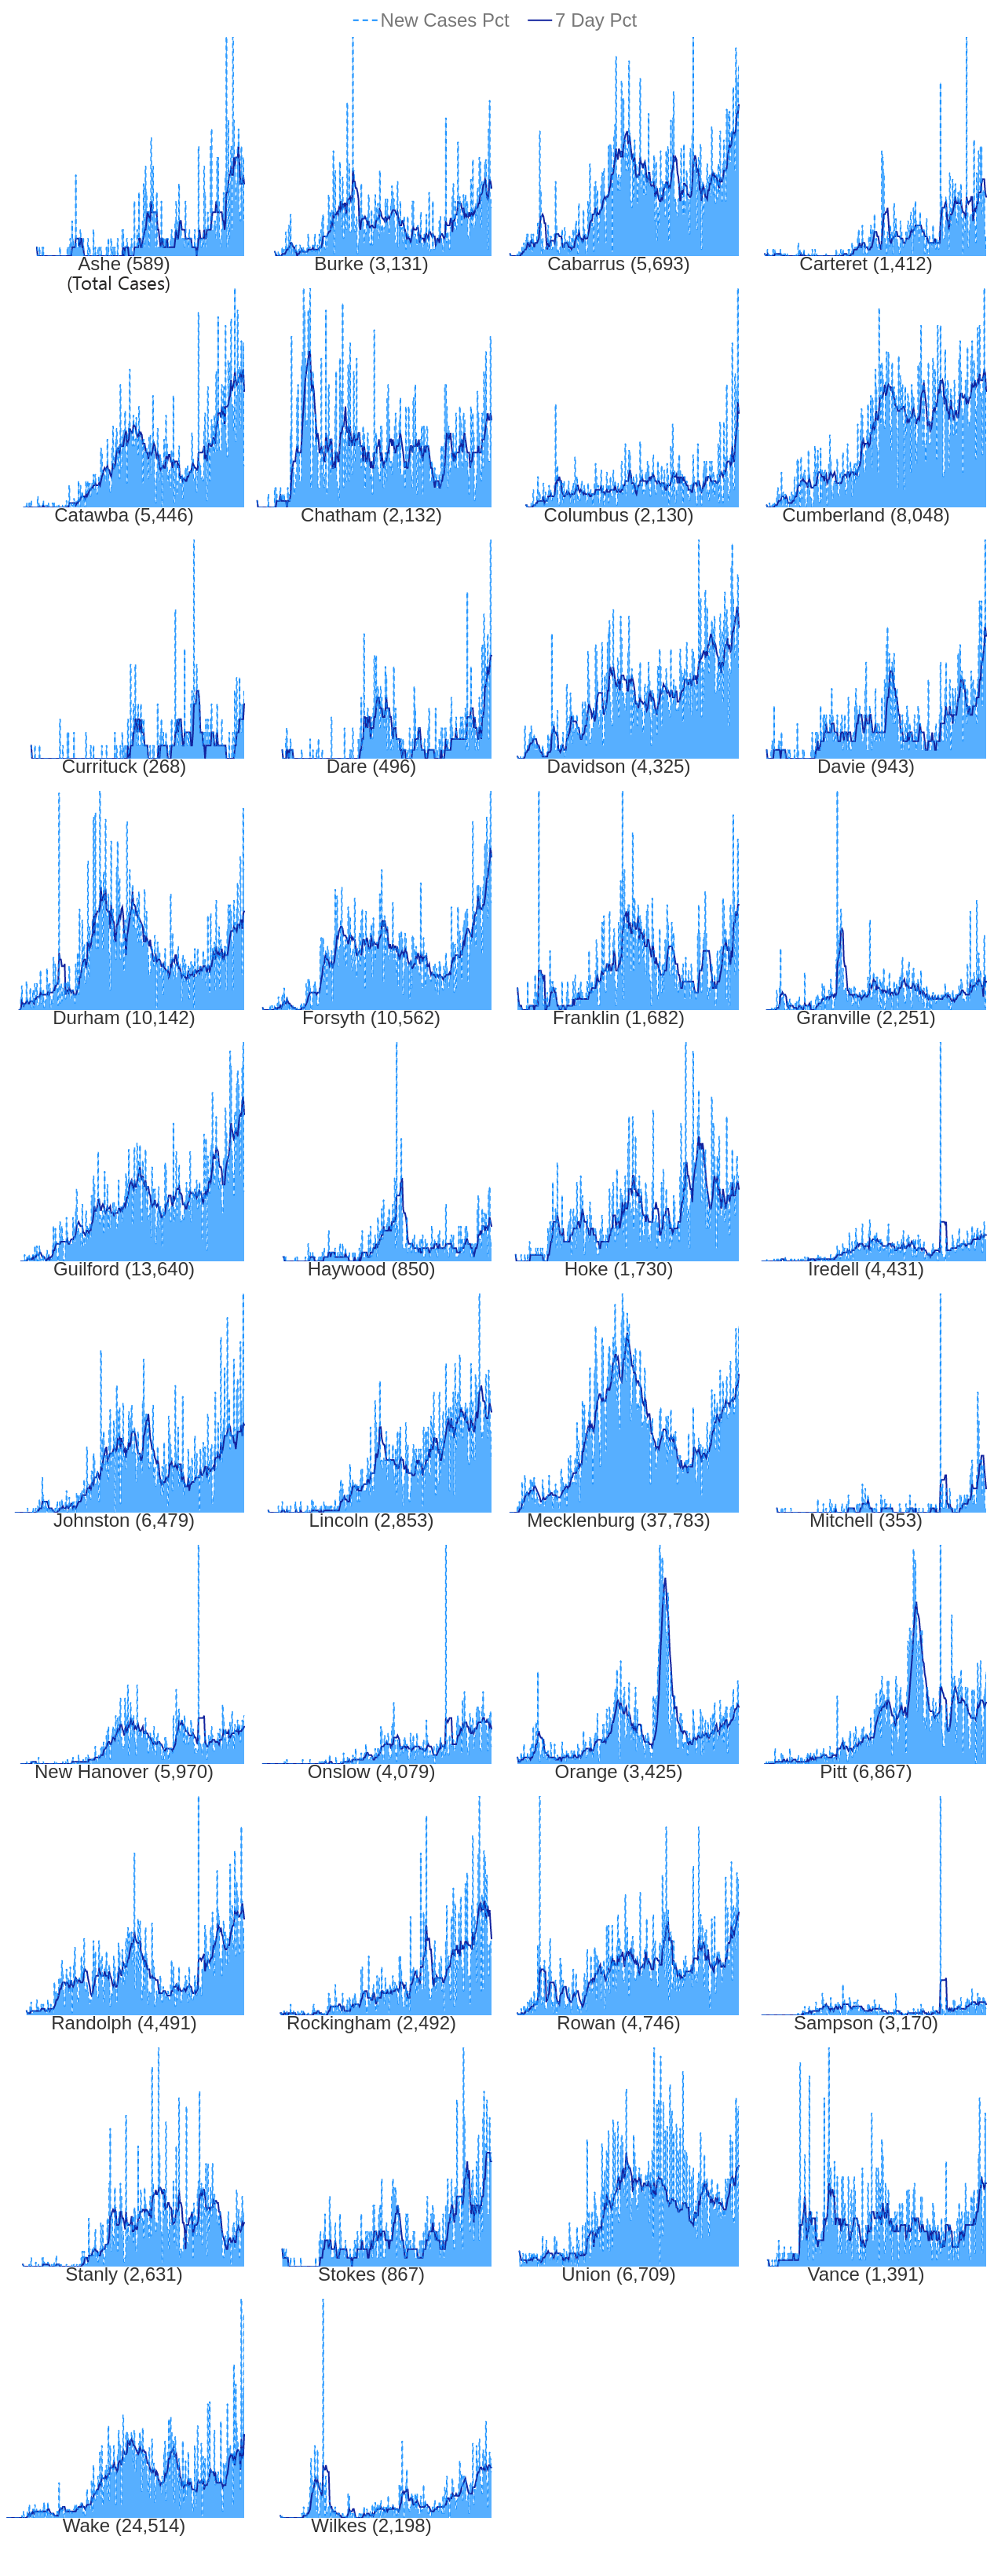 New Cases Pct 7 Day Pct
Ashe (589) Burke (3,131) Cabarrus (5,693) Carteret (1,412)
(Total Cases)
Catawba (5,446) Chatham (2,132) Columbus (2,130) Cumberland (8,048)
Currituck (268) Dare (496) Davidson (4,325) Davie (943)
Durham (10,142) Forsyth (10,562) Franklin (1,682) Granville (2,251)
Guilford (13,640) Haywood (850) Hoke (1,730) Iredell (4,431)
Johnston (6,479) Lincoln (2,853) Mecklenburg (37,783) Mitchell (353)
New Hanover (5,970) Onslow (4,079) Orange (3,425) Pitt (6,867)
Randolph (4,491) Rockingham (2,492) Rowan (4,746) Sampson (3,170)
Stanly (2,631) Stokes (867) Union (6,709) Vance (1,391)
Wake (24,514) Wilkes (2,198)